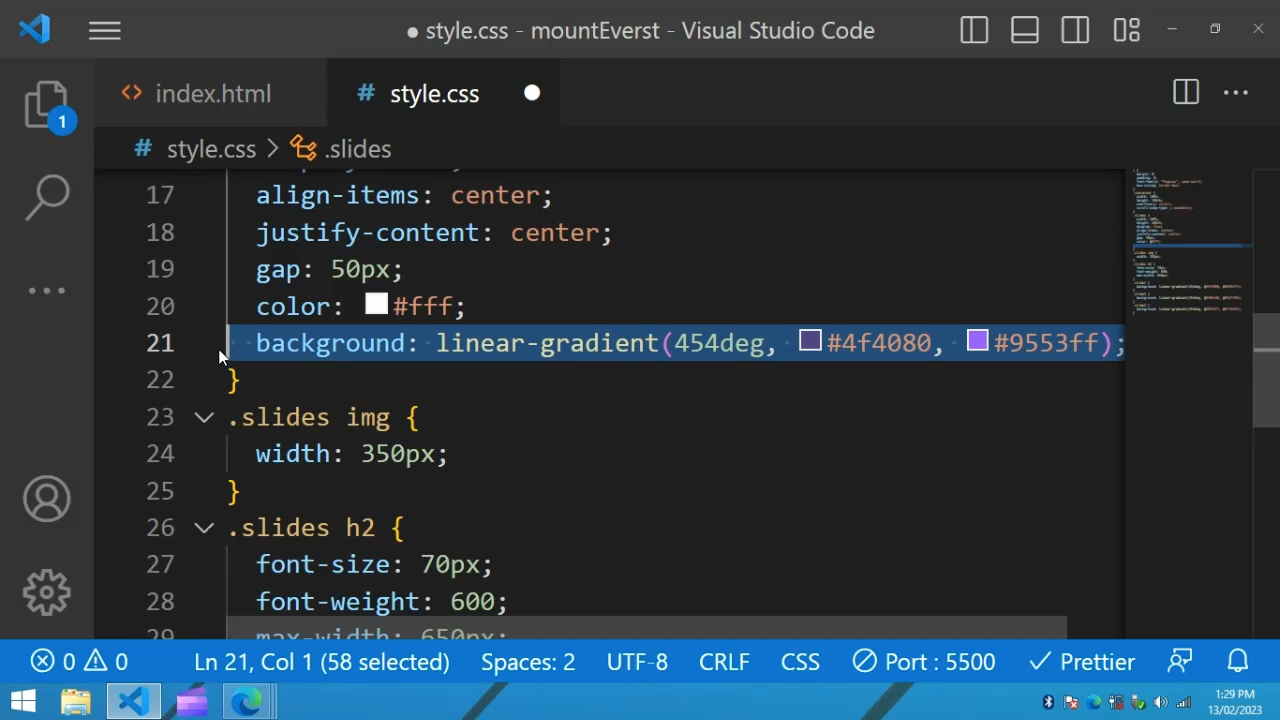 ● style.css - mountEverst - Visual Studio Code
<> index.html
# style.css ●
1
# style.css > .slides
17 align-items: center;
18 justify-content: center;
19 gap: 50px;
20 color: #fff;
21 background: linear-gradient(454deg, #4f4080, #9553ff);
22 }
23 .slides img {
24 width: 350px;
25 }
26 .slides h2 {
27 font-size: 70px;
28 font-weight: 600;
29 max-width: 650px;
0 0 Ln 21, Col 1 (58 selected) Spaces: 2 UTF-8 CRLF CSS Port : 5500 Prettier
1:29 PM
13/02/2023